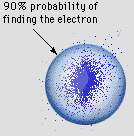 90% probability of
finding the electron